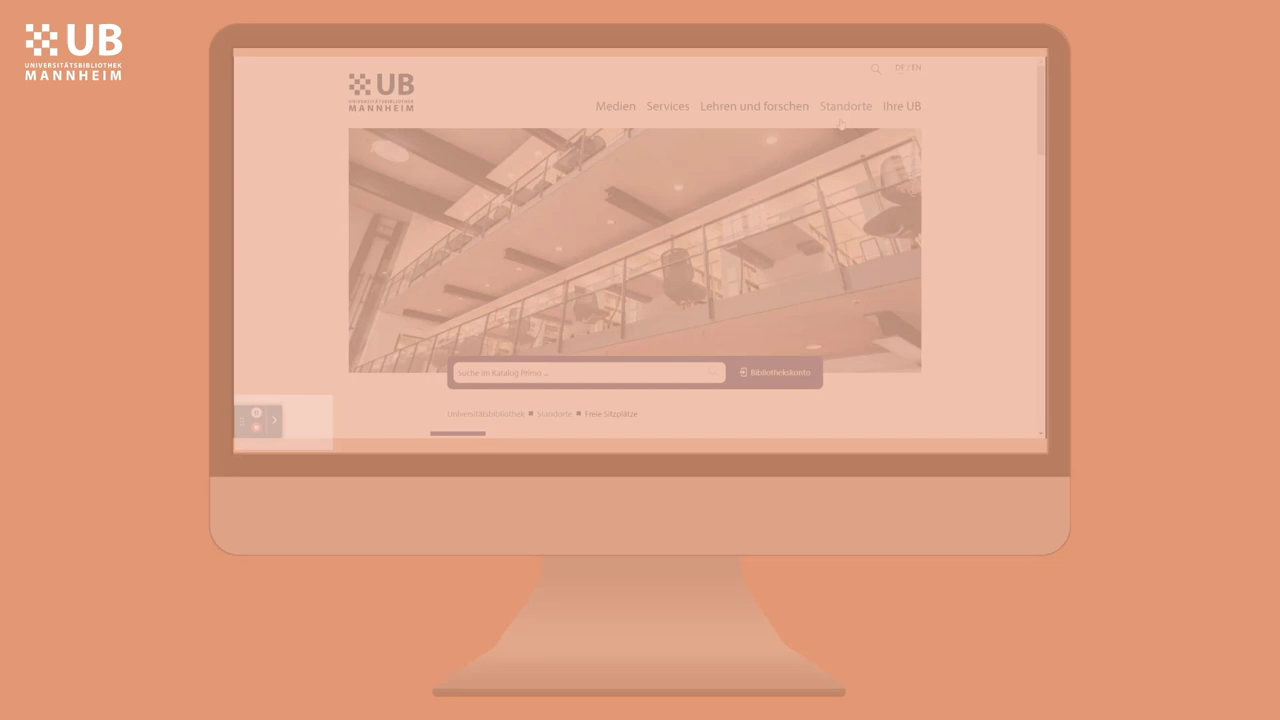 UB
UNIVERSITÄTSBIBLIOTHEK
MANNHEIM
DE / EN
UB
UNIVERSITÄTSBIBLIOTHEK
MANNHEIM
Medien Services Lehren und forschen Standorte Ihre UB
Suche im Katalog Primo ... Bibliothekskonto
Universitätsbibliothek ■ Standorte ■ Freie Sitzplätze